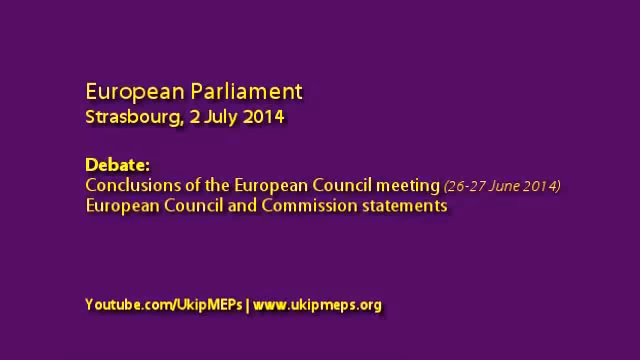 European Parliament
Strasbourg, 2 July 2014
Debate:
Conclusions of the European Council meeting (26-27 June 2014)
European Council and Commission statements
Youtube.com/UkipMEPs | www.ukipmeps.org